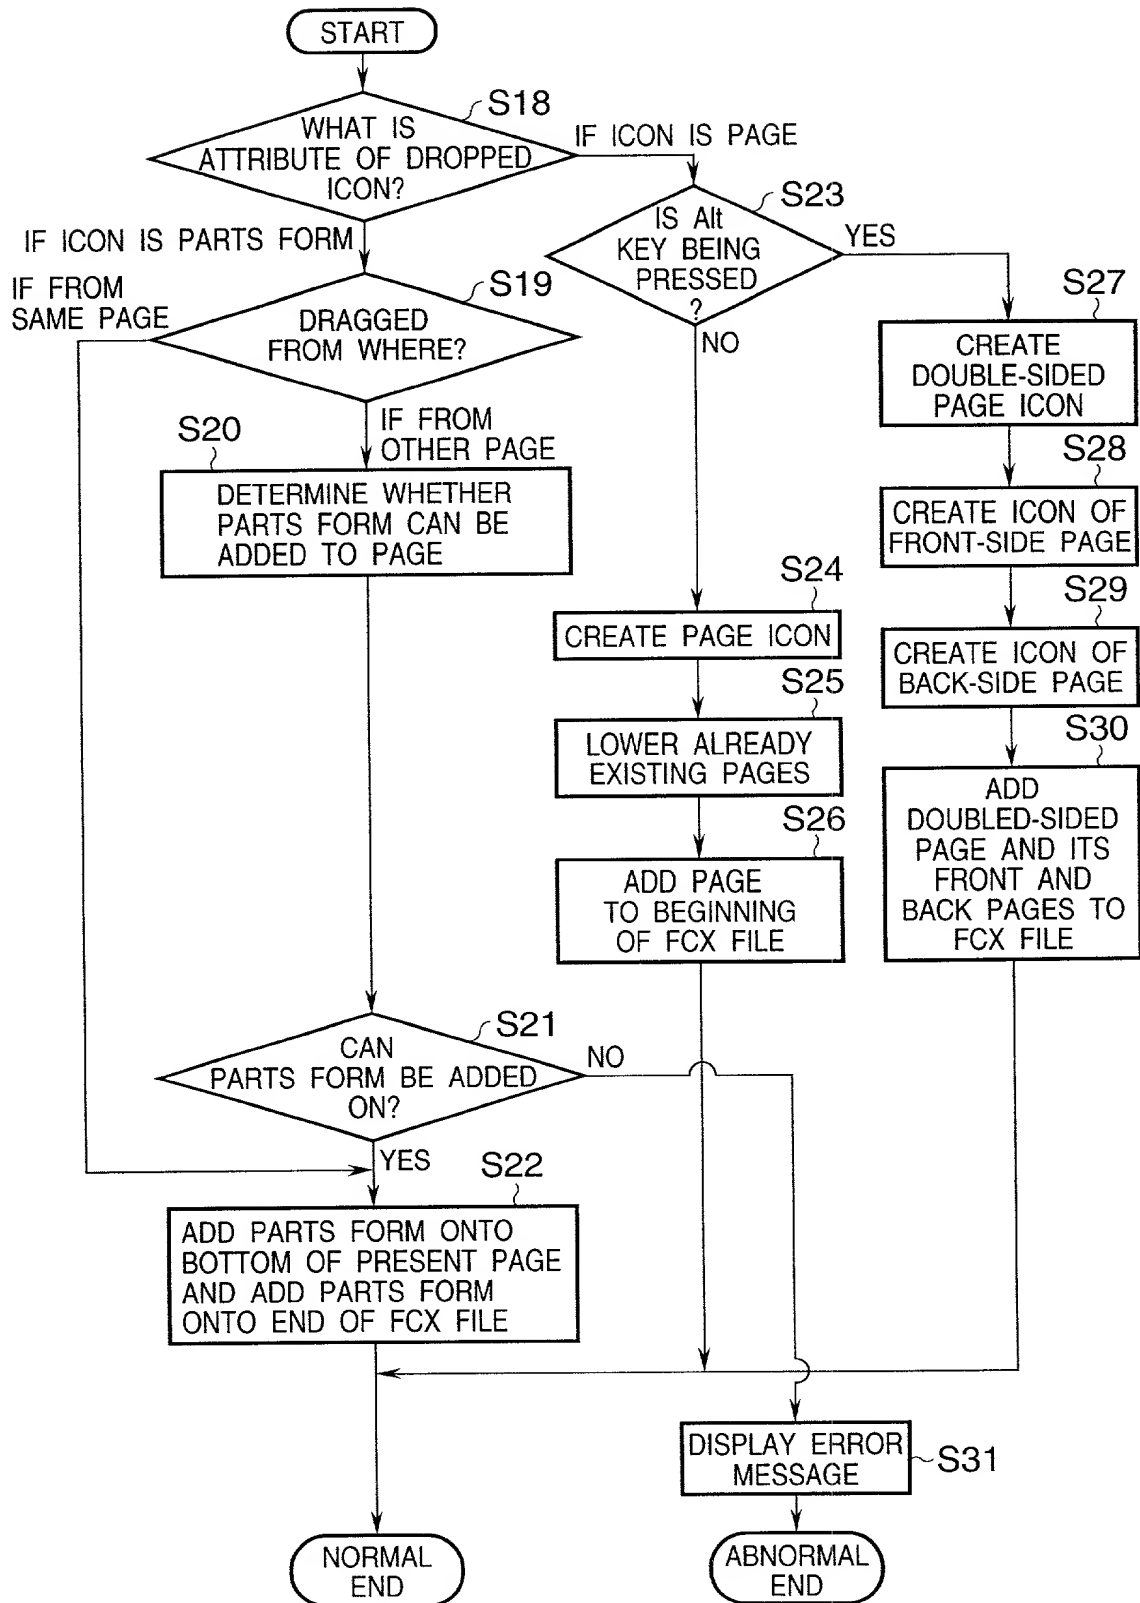 START
S18
WHAT IS
ATTRIBUTE OF DROPPED
ICON?
IF ICON IS PAGE
IF ICON IS PARTS FORM
S23
IS Alt
KEY BEING
PRESSED
?
YES
NO
IF FROM
SAME PAGE
S19
DRAGGED
FROM WHERE?
IF FROM
OTHER PAGE
S20
DETERMINE WHETHER
PARTS FORM CAN BE
ADDED TO PAGE
S27
CREATE
DOUBLE-SIDED
PAGE ICON
S28
CREATE ICON OF
FRONT-SIDE PAGE
S24
CREATE PAGE ICON
S29
CREATE ICON OF
BACK-SIDE PAGE
S25
LOWER ALREADY
EXISTING PAGES
S30
ADD
DOUBLED-SIDED
PAGE AND ITS
FRONT AND
BACK PAGES TO
FCX FILE
S26
ADD PAGE
TO BEGINNING
OF FCX FILE
S21
CAN
PARTS FORM BE ADDED
ON?
NO
YES
S22
ADD PARTS FORM ONTO
BOTTOM OF PRESENT PAGE
AND ADD PARTS FORM
ONTO END OF FCX FILE
DISPLAY ERROR
MESSAGE
S31
NORMAL
END
ABNORMAL
END